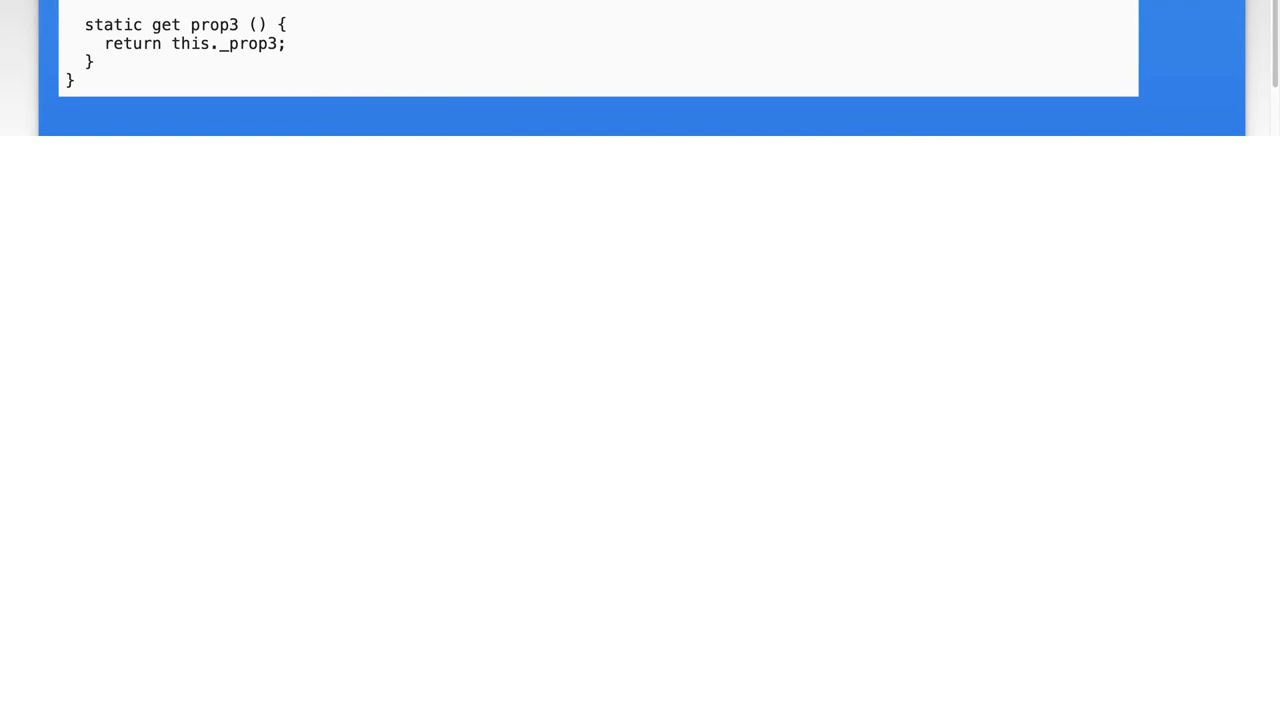 static get prop3 () {
return this._prop3;
}
}